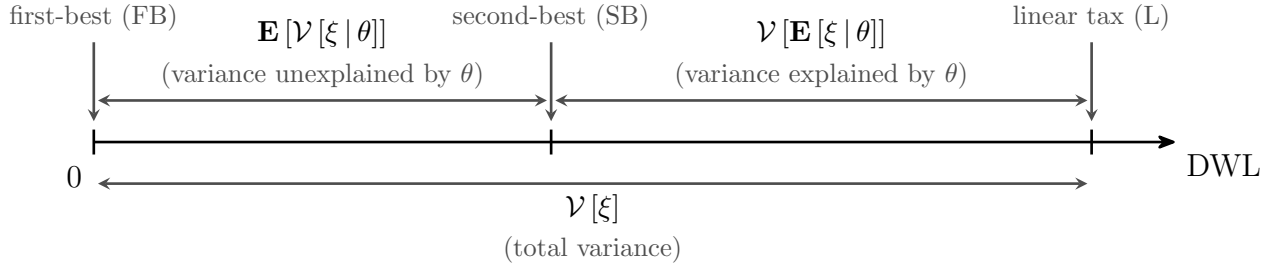 first-best (FB)
second-best (SB)
linear tax (L)
𝐄 [𝒱 [ξ | θ]]
𝒱 [𝐄 [ξ | θ]]
(variance unexplained by θ)
(variance explained by θ)
0
DWL
𝒱 [ξ]
(total variance)